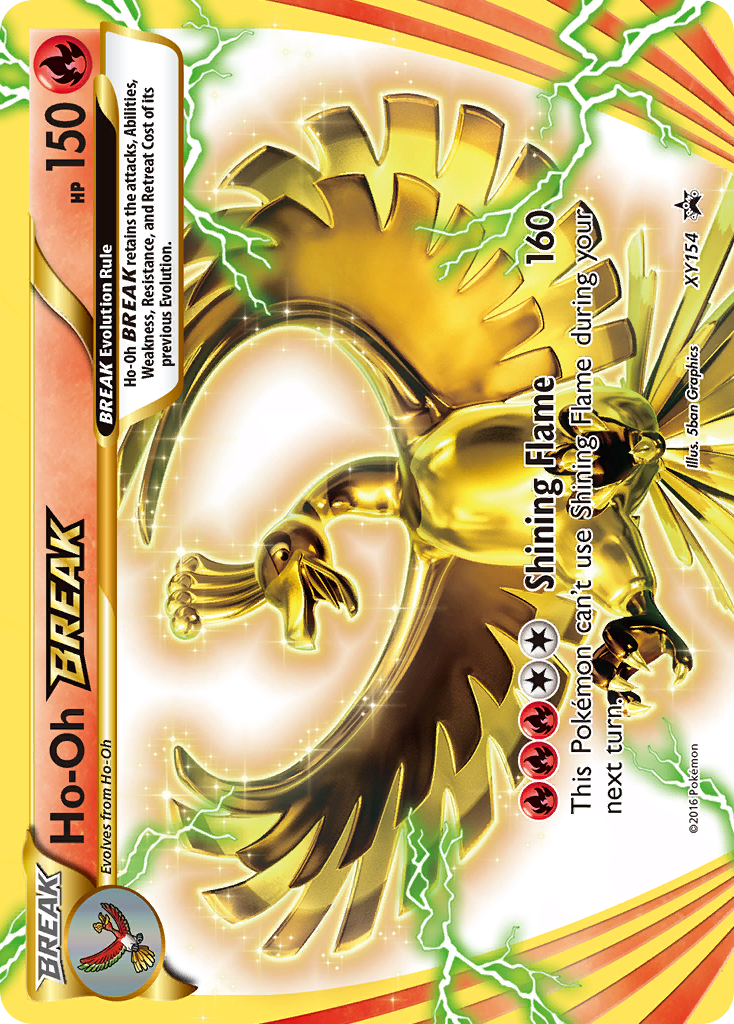 BREAK
Ho-Oh BREAK
HP 150
Evolves from Ho-Oh
BREAK Evolution Rule
Ho-Oh BREAK retains the attacks, Abilities,
Weakness, Resistance, and Retreat Cost of its
previous Evolution.
Shining Flame 160
This Pokémon can't use Shining Flame during your
next turn.
Illus. 5ban Graphics
©2016 Pokémon
XY154
PROMO